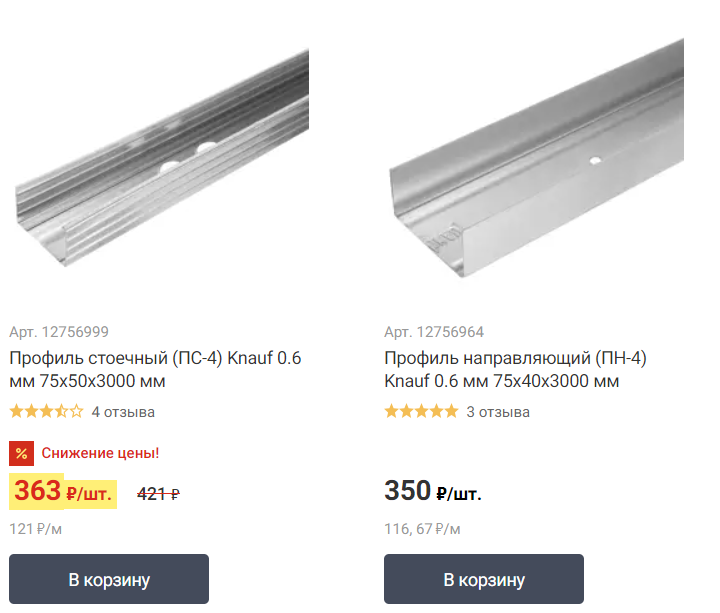 Арт. 12756999
Профиль стоечный (ПС-4) Knauf 0.6
мм 75х50х3000 мм
4 отзыва
% Снижение цены!
363 ₽/шт. 421 ₽
121 ₽/м
В корзину
Арт. 12756964
Профиль направляющий (ПН-4)
Knauf 0.6 мм 75х40х3000 мм
3 отзыва
350 ₽/шт.
116, 67 ₽/м
В корзину